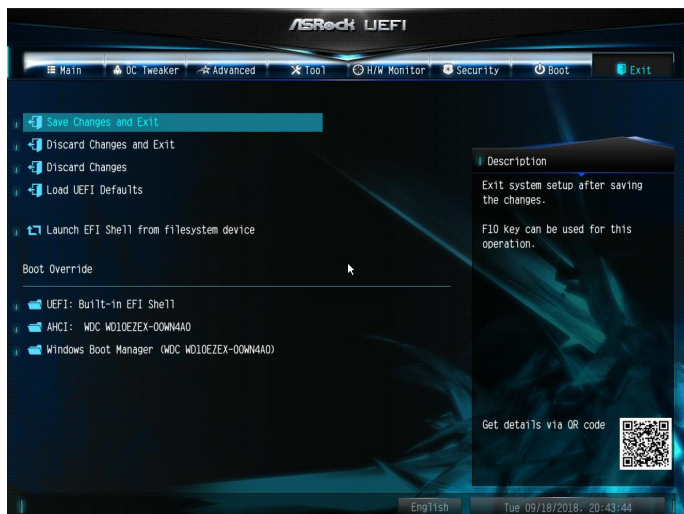 ASRock UEFI
Main OC Tweaker Advanced Tool H/W Monitor Security Boot Exit
Save Changes and Exit
Discard Changes and Exit
Discard Changes
Load UEFI Defaults
Launch EFI Shell from filesystem device
Boot Override
UEFI: Built-in EFI Shell
AHCI: WDC WD10EZEX-00WN4A0
Windows Boot Manager (WDC WD10EZEX-00WN4A0)
Description
Exit system setup after saving
the changes.
F10 key can be used for this
operation.
Get details via QR code
English Tue 09/18/2018. 20:43:44